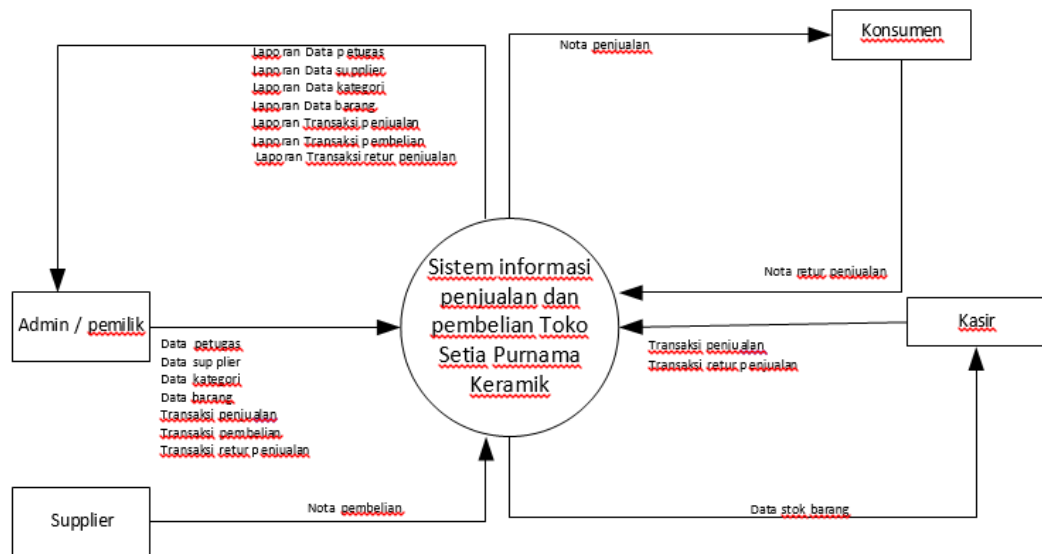 Konsumen
Nota penjualan
Laporan Data petugas
Laporan Data supplier
Laporan Data kategori
Laporan Data barang
Laporan Transaksi penjualan
Laporan Transaksi pembelian
Laporan Transaksi retur penjualan
Sistem informasi
penjualan dan
pembelian Toko
Setia Purnama
Keramik
Nota retur penjualan
Admin / pemilik
Kasir
Data petugas
Data supplier
Data kategori
Data barang
Transaksi penjualan
Transaksi pembelian
Transaksi retur penjualan
Transaksi penjualan
Transaksi retur penjualan
Supplier
Nota pembelian
Data stok barang